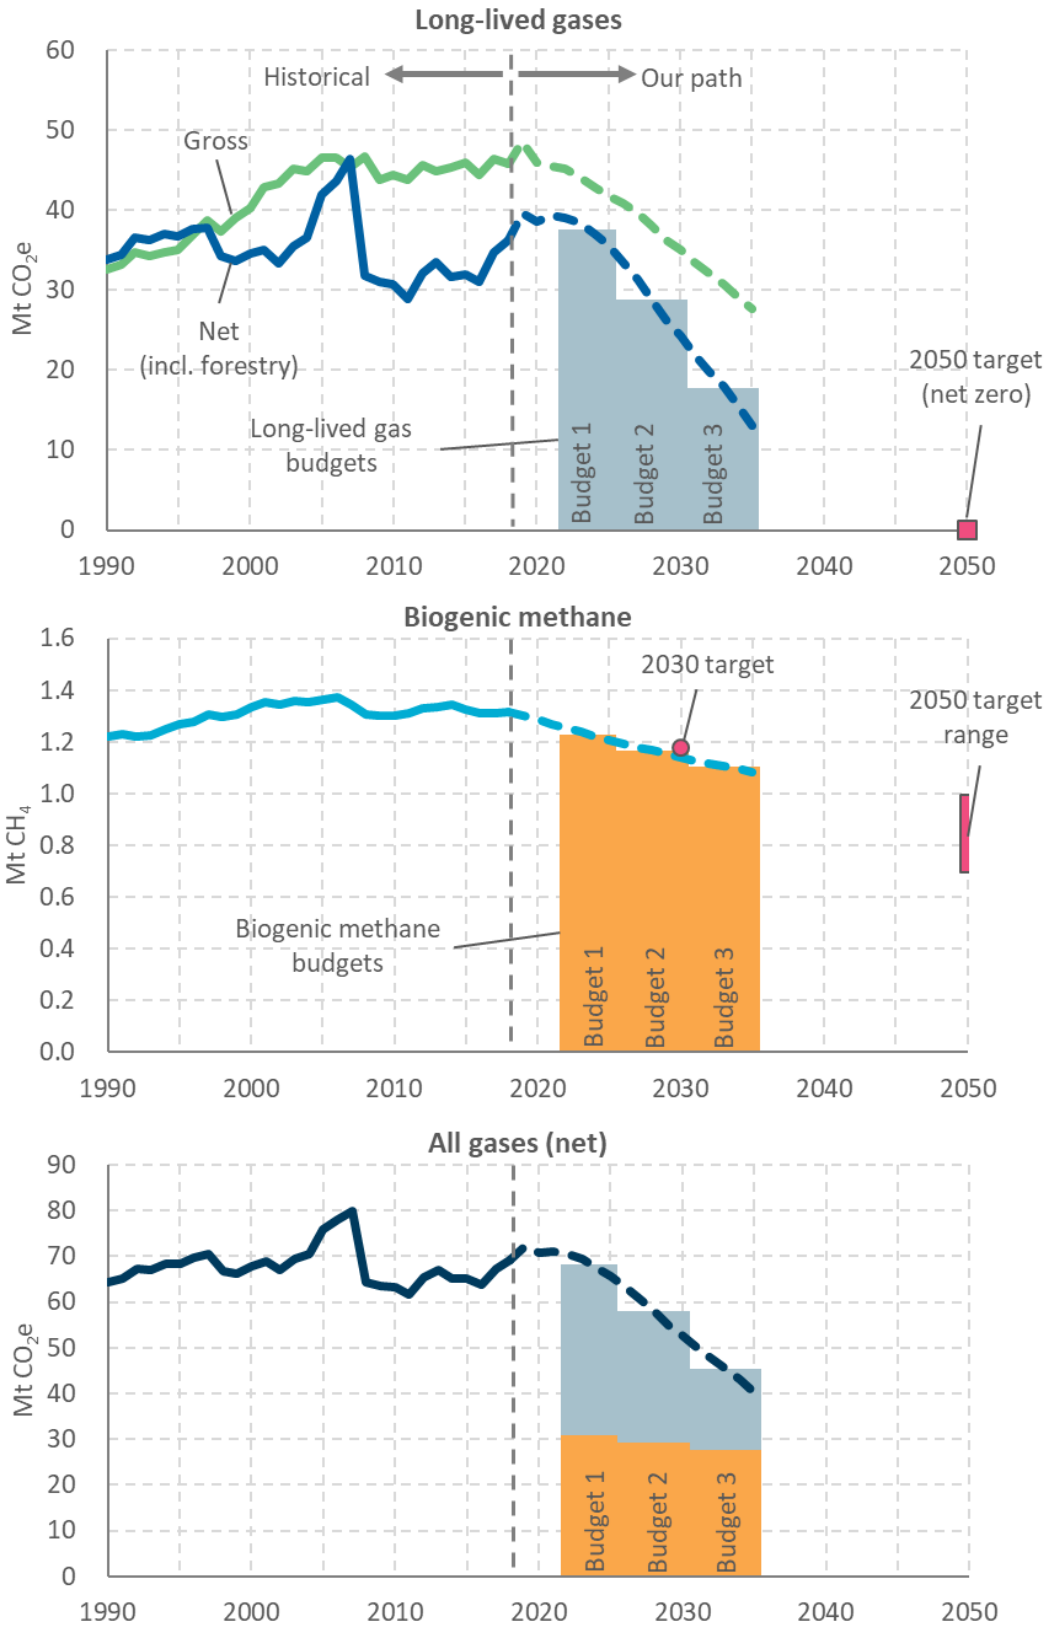 Long-lived gases
60
50
40
30
20
10
0
Mt CO₂e
Historical
Our path
Gross
Net
(incl. forestry)
Long-lived gas
budgets
Budget 1
Budget 2
Budget 3
2050 target
(net zero)
1990
2000
2010
2020
2030
2040
2050
Biogenic methane
1.6
1.4
1.2
1.0
0.8
0.6
0.4
0.2
0.0
Mt CH₄
2030 target
2050 target
range
Biogenic methane
budgets
Budget 1
Budget 2
Budget 3
1990
2000
2010
2020
2030
2040
2050
All gases (net)
90
80
70
60
50
40
30
20
10
0
Mt CO₂e
Budget 1
Budget 2
Budget 3
1990
2000
2010
2020
2030
2040
2050